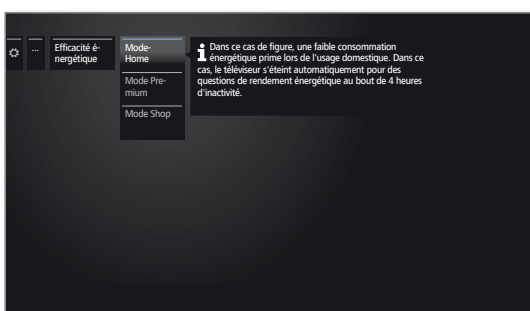 ...
Efficacité é-
nergétique
Mode-
Home
Mode Pre-
mium
Mode Shop
i Dans ce cas de figure, une faible consommation
énergétique prime lors de l'usage domestique. Dans ce
cas, le téléviseur s'éteint automatiquement pour des
questions de rendement énergétique au bout de 4 heures
d'inactivité.